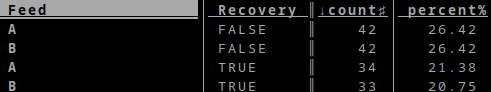 Feed Recovery ↓count♯ percent%
A FALSE 42 26.42
B FALSE 42 26.42
A TRUE 34 21.38
B TRUE 33 20.75